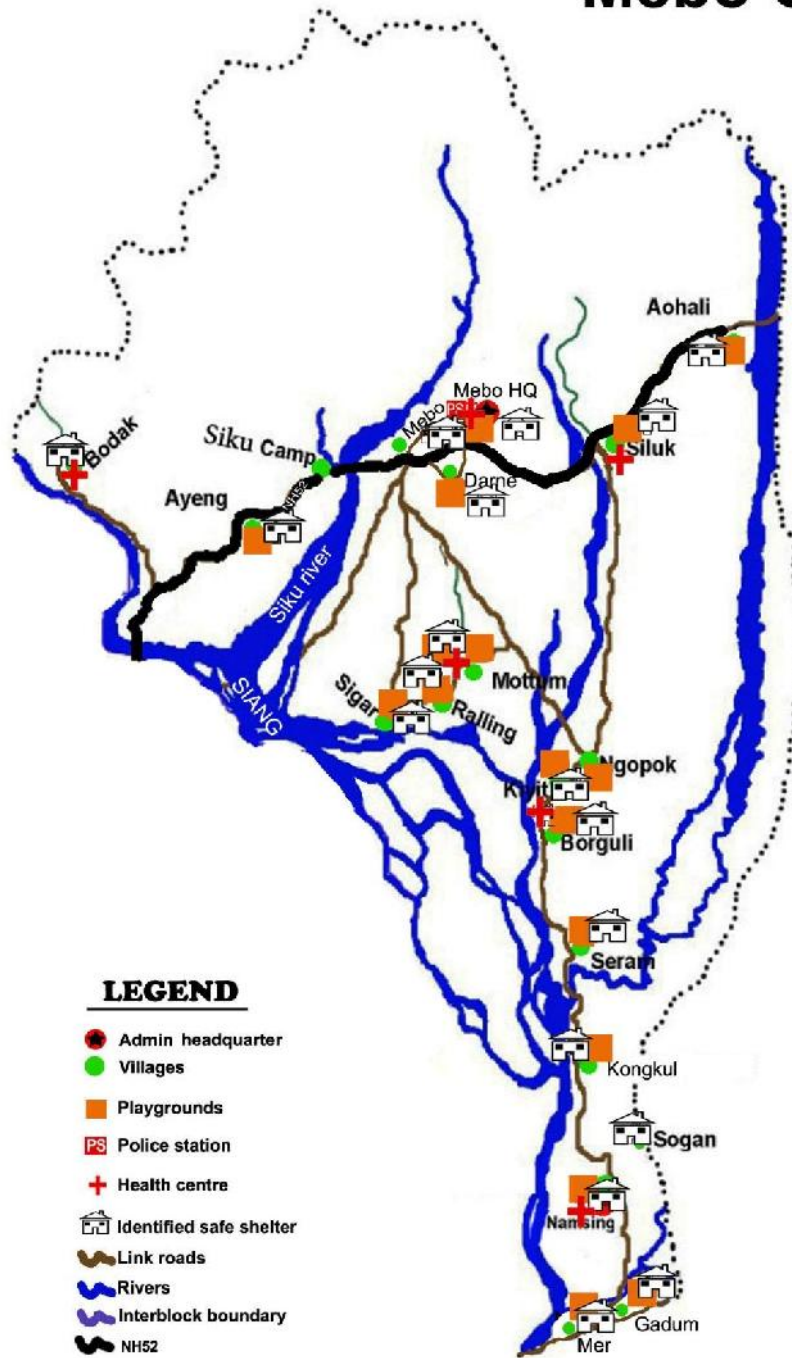 Mebo
Aohali
Mebo HQ
PS
Mebo
Siku Camp
Bodak
Siluk
Darne
NH52
Ayeng
Siku river
SIANG
Mottum
Sigar
Ralling
Ngopok
Kiyit
Borguli
Seram
Kongkul
Sogan
Namsing
Gadum
Mer
LEGEND
Admin headquarter
Villages
Playgrounds
PS Police station
Health centre
Identified safe shelter
Link roads
Rivers
Interblock boundary
NH52